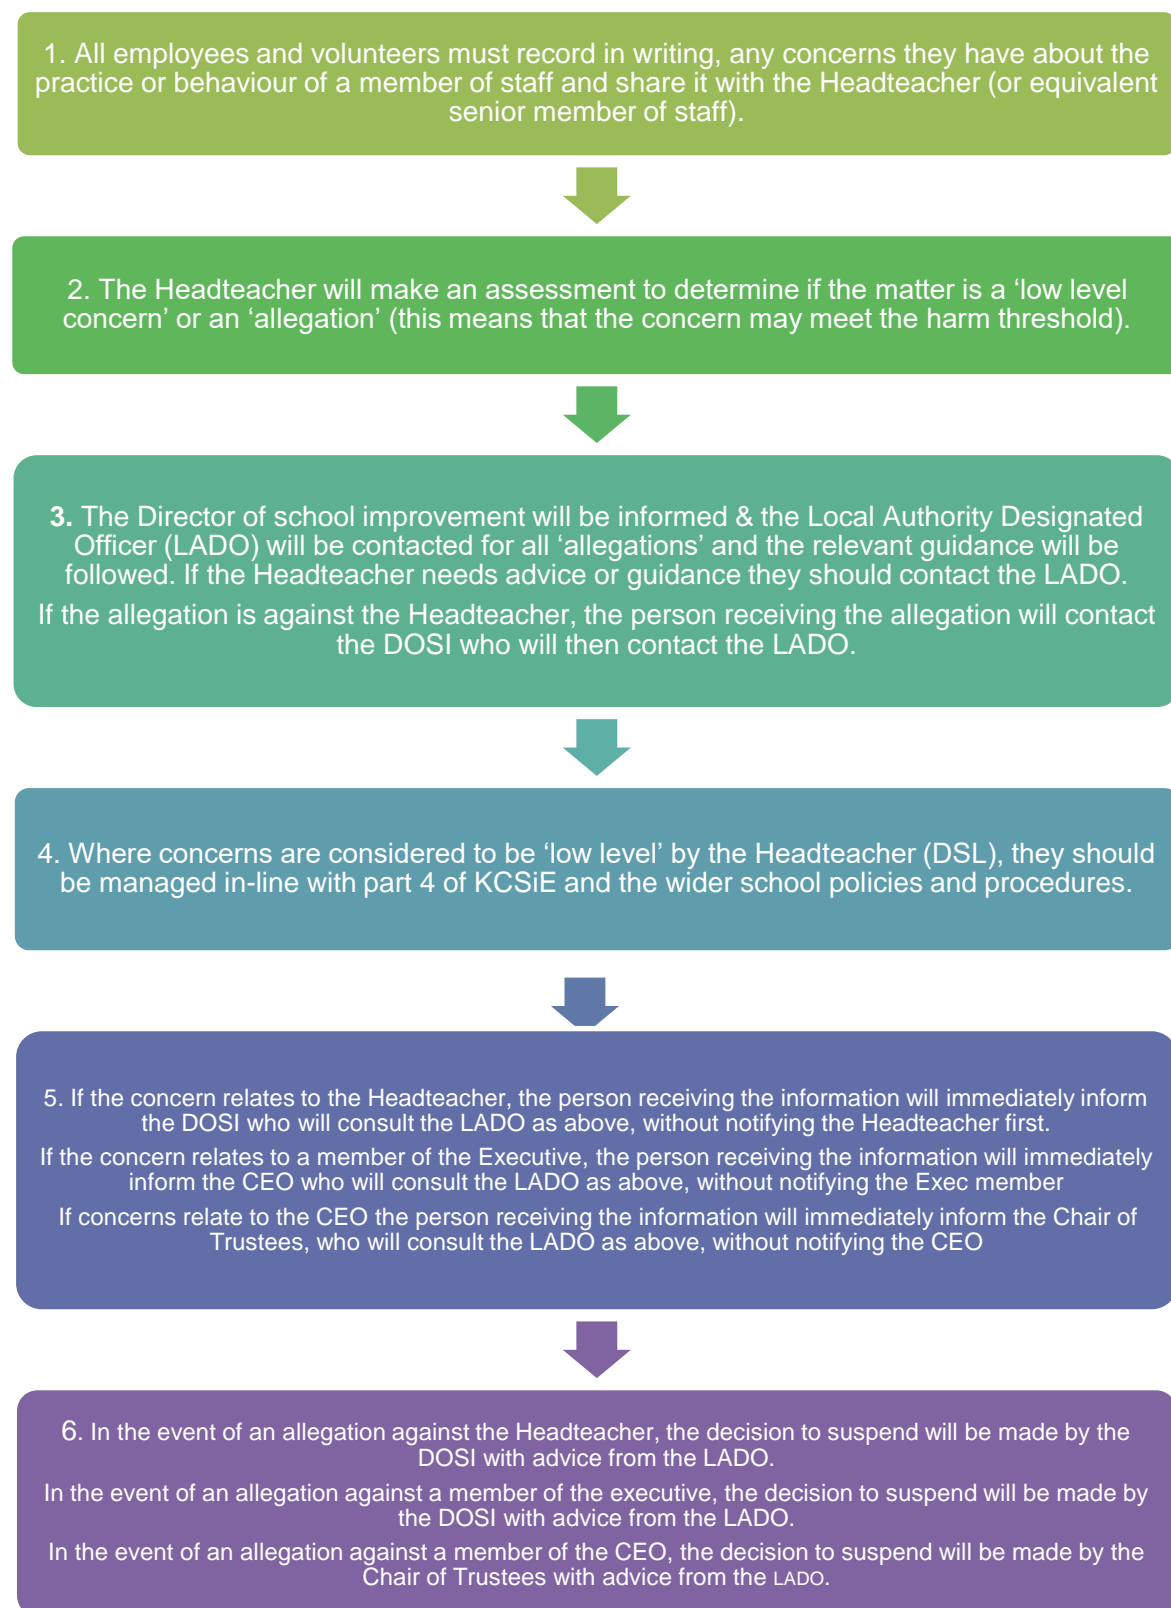 1. All employees and volunteers must record in writing, any concerns they have about the
practice or behaviour of a member of staff and share it with the Headteacher (or equivalent
senior member of staff).
2. The Headteacher will make an assessment to determine if the matter is a ‘low level
concern’ or an ‘allegation’ (this means that the concern may meet the harm threshold).
3. The Director of school improvement will be informed & the Local Authority Designated
Officer (LADO) will be contacted for all ‘allegations’ and the relevant guidance will be
followed. If the Headteacher needs advice or guidance they should contact the LADO.
If the allegation is against the Headteacher, the person receiving the allegation will contact
the DOSI who will then contact the LADO.
4. Where concerns are considered to be ‘low level’ by the Headteacher (DSL), they should
be managed in-line with part 4 of KCSiE and the wider school policies and procedures.
5. If the concern relates to the Headteacher, the person receiving the information will immediately inform
the DOSI who will consult the LADO as above, without notifying the Headteacher first.
If the concern relates to a member of the Executive, the person receiving the information will immediately
inform the CEO who will consult the LADO as above, without notifying the Exec member
If concerns relate to the CEO the person receiving the information will immediately inform the Chair of
Trustees, who will consult the LADO as above, without notifying the CEO
6. In the event of an allegation against the Headteacher, the decision to suspend will be made by the
DOSI with advice from the LADO.
In the event of an allegation against a member of the executive, the decision to suspend will be made by
the DOSI with advice from the LADO.
In the event of an allegation against a member of the CEO, the decision to suspend will be made by the
Chair of Trustees with advice from the LADO.